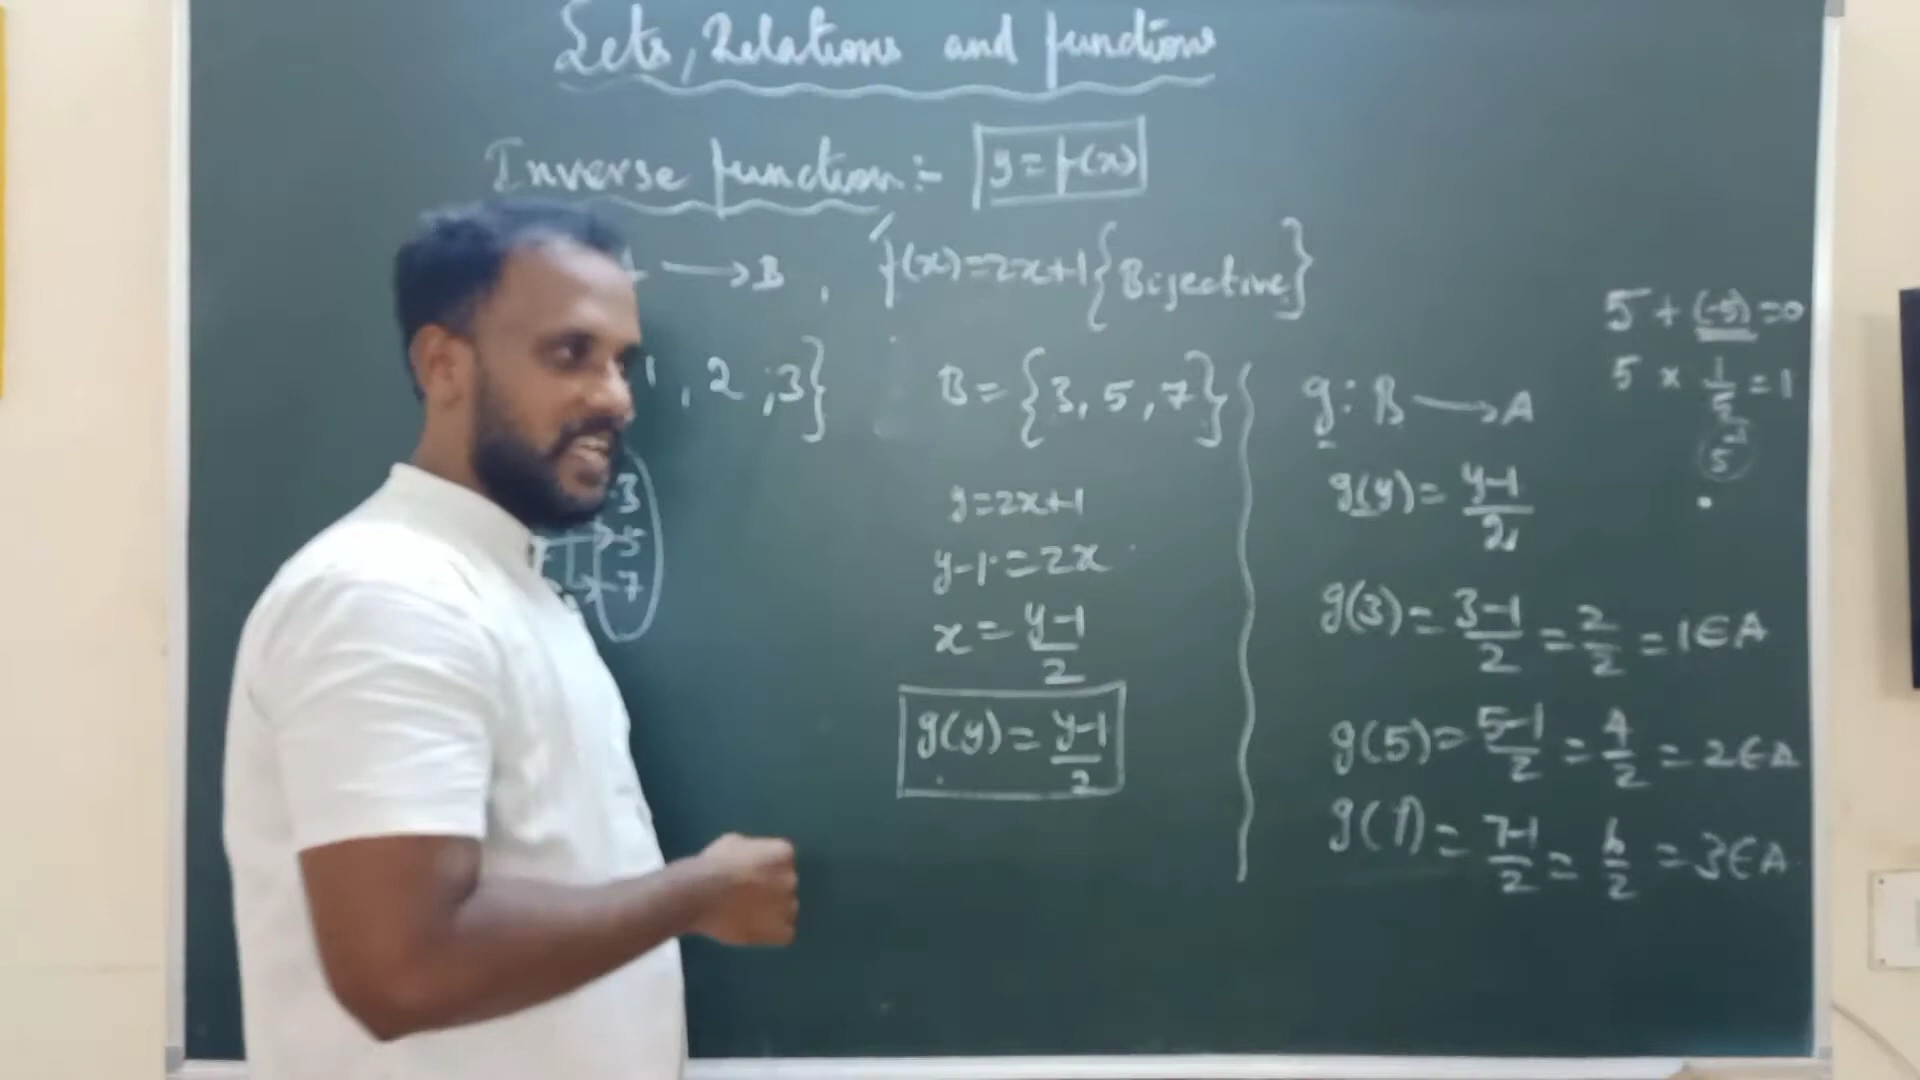 Sets, Relations and functions
Inverse function :- y = f(x)
A ⟶ B , f(x) = 2x+1 {Bijective}
1 , 2 , 3}
B = {3, 5, 7}
3
5
7
y = 2x+1
y-1 = 2x
x = y-1/2
g(y) = y-1/2
g : B ⟶ A
g(y) = y-1/2
g(3) = 3-1/2 = 2/2 = 1 ∈ A
g(5) = 5-1/2 = 4/2 = 2 ∈ A
g(7) = 7-1/2 = 6/2 = 3 ∈ A
5 + (-5) = 0
5 × 1/5 = 1
5⁻¹